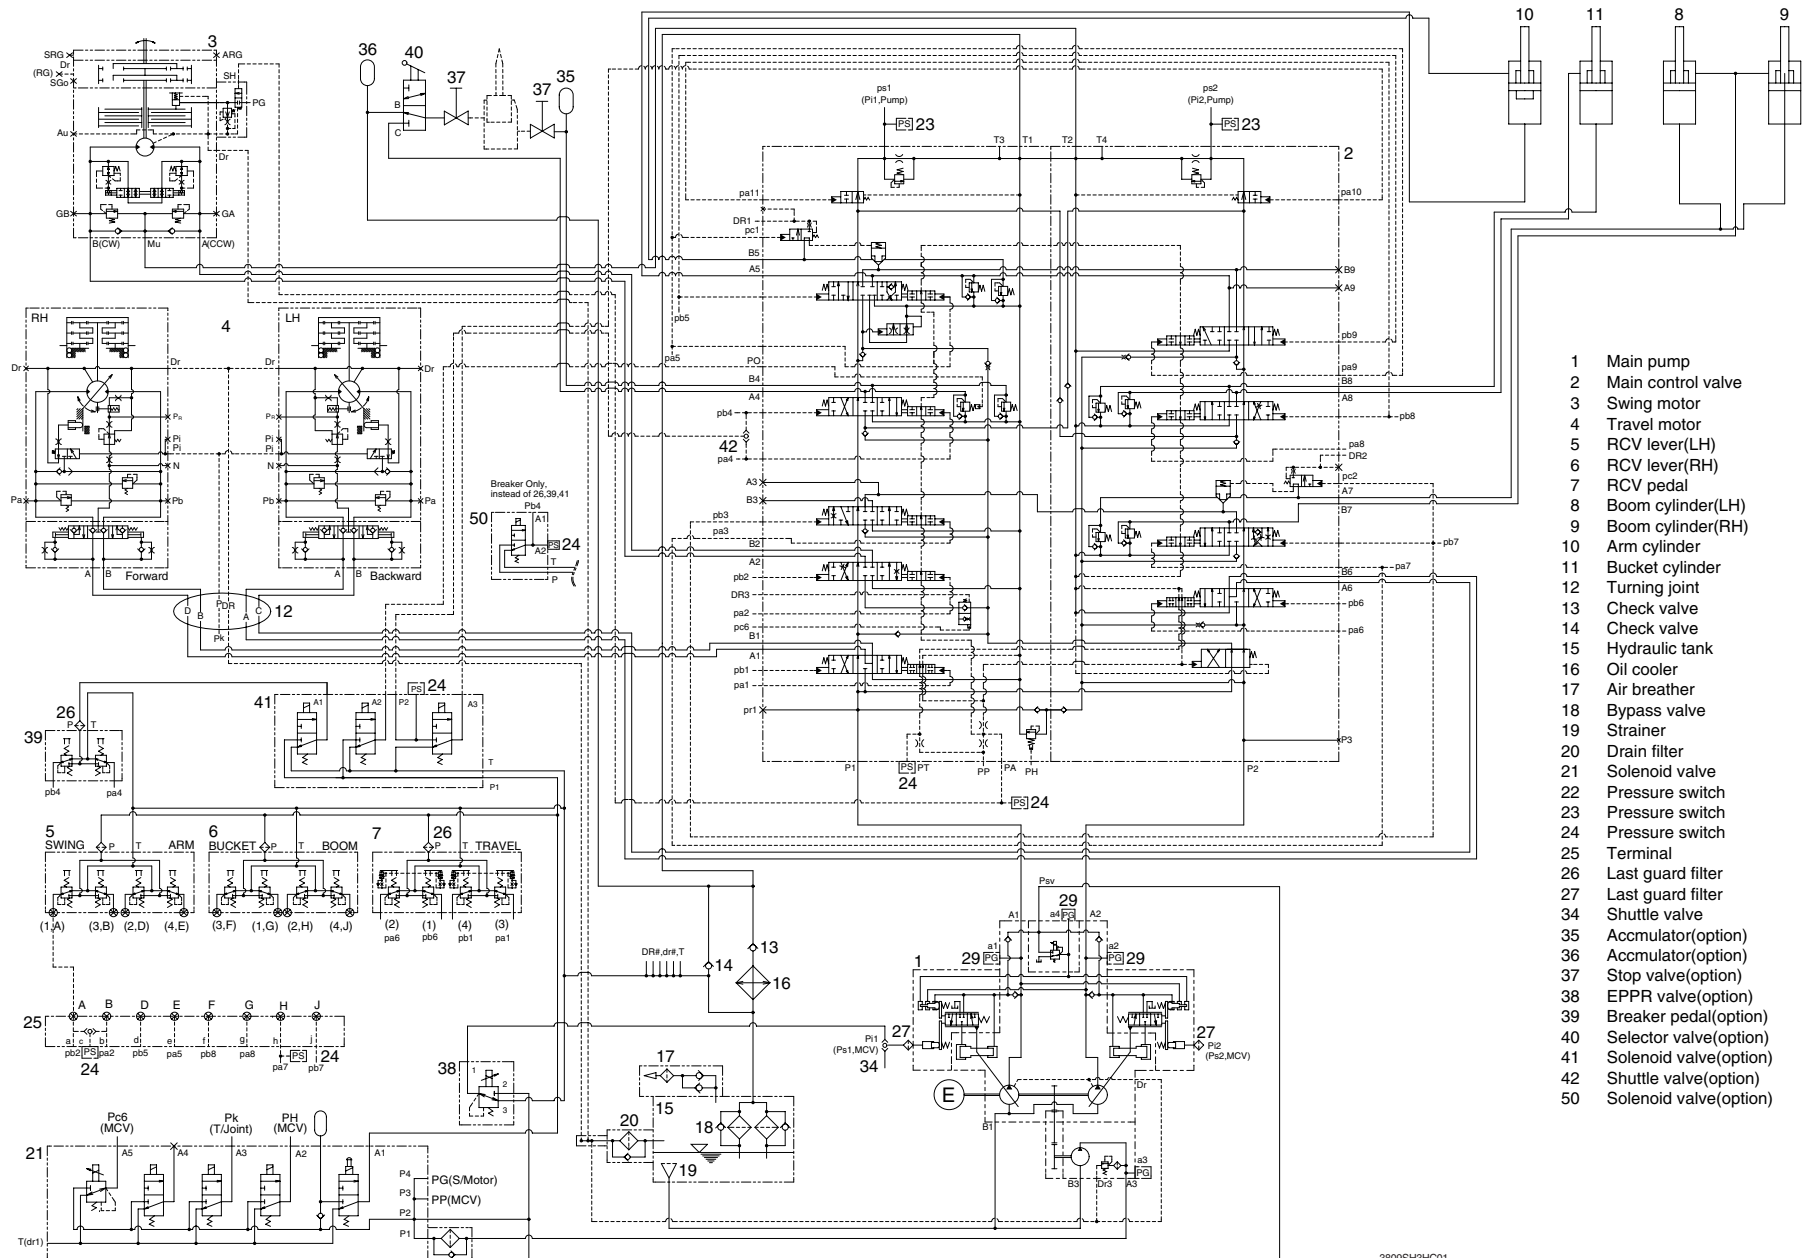 10 11 8 9
SRG 3 ARG
Dr
(RG) SH
SGo
PG
Au
Dr
GB GA
B(CW) Mu A(CCW)
36 40 37 37 35
B
C
ps1
(Pi1,Pump)
PS 23
ps2
(Pi2,Pump)
PS 23
T3 T1 T2 T4
2
pa11 pa10
DR1
pc1
B5
A5
B9
A9
pb5
pb9
pa5
PO
pa9
B4
B8
A4
A8
pb4
pb8
42
pa4
pa8
DR2
A3
pc2
B3
A7
B7
pb3
pa3
B2
pb7
A2
pa7
pb2
B6
DR3
A6
pa2
pb6
pc6
pa6
B1
A1
pb1
pa1
pr1
P3
P1 PS PT PP PA PH P2
24
PS 24
RH 4 LH
Dr Dr Dr Dr
PR PR
Pi Pi
Pi Pi
N N
Pa Pb Pb Pa
A B Forward A B Backward
D B P DR A C 12
Pk
Breaker Only,
instead of 26,39,41
50
Pb4
A1
A2 PS 24
T
P
41 A1 A2 P2 PS 24 A3
T
P1
26
P T
39
pb4 pa4
5
SWING P T ARM
(1,A) (3,B) (2,D) (4,E)
6
BUCKET P T BOOM
(3,F) (1,G) (2,H) (4,J)
7 26
P T TRAVEL
(2) (1) (4) (3)
pa6 pb6 pb1 pa1
A B D E F G H J
25
a c b d e f g h j
pb2 PS pa2 pb5 pa5 pb8 pa8 PS 24
24 pa7 pb7
DR#,dr#,T
13
14
16
38
1
2
3
17
15
20
18
19
Psv
A1 29 A2
a4 PG
a1 a2
29 PG PG 29
1
Pi1 27
(Ps1,MCV)
34
27
Pi2
(Ps2,MCV)
E
Dr
B1
a3
PG
B3 Dr3 A3
Pc6
(MCV)
Pk
(T/Joint)
PH
(MCV)
21
A5 A4 A3 A2 A1
P4 PG(S/Motor)
P3 PP(MCV)
P2
P1
T(dr1)
1 Main pump
2 Main control valve
3 Swing motor
4 Travel motor
5 RCV lever(LH)
6 RCV lever(RH)
7 RCV pedal
8 Boom cylinder(LH)
9 Boom cylinder(RH)
10 Arm cylinder
11 Bucket cylinder
12 Turning joint
13 Check valve
14 Check valve
15 Hydraulic tank
16 Oil cooler
17 Air breather
18 Bypass valve
19 Strainer
20 Drain filter
21 Solenoid valve
22 Pressure switch
23 Pressure switch
24 Pressure switch
25 Terminal
26 Last guard filter
27 Last guard filter
34 Shuttle valve
35 Accmulator(option)
36 Accmulator(option)
37 Stop valve(option)
38 EPPR valve(option)
39 Breaker pedal(option)
40 Selector valve(option)
41 Solenoid valve(option)
42 Shuttle valve(option)
50 Solenoid valve(option)